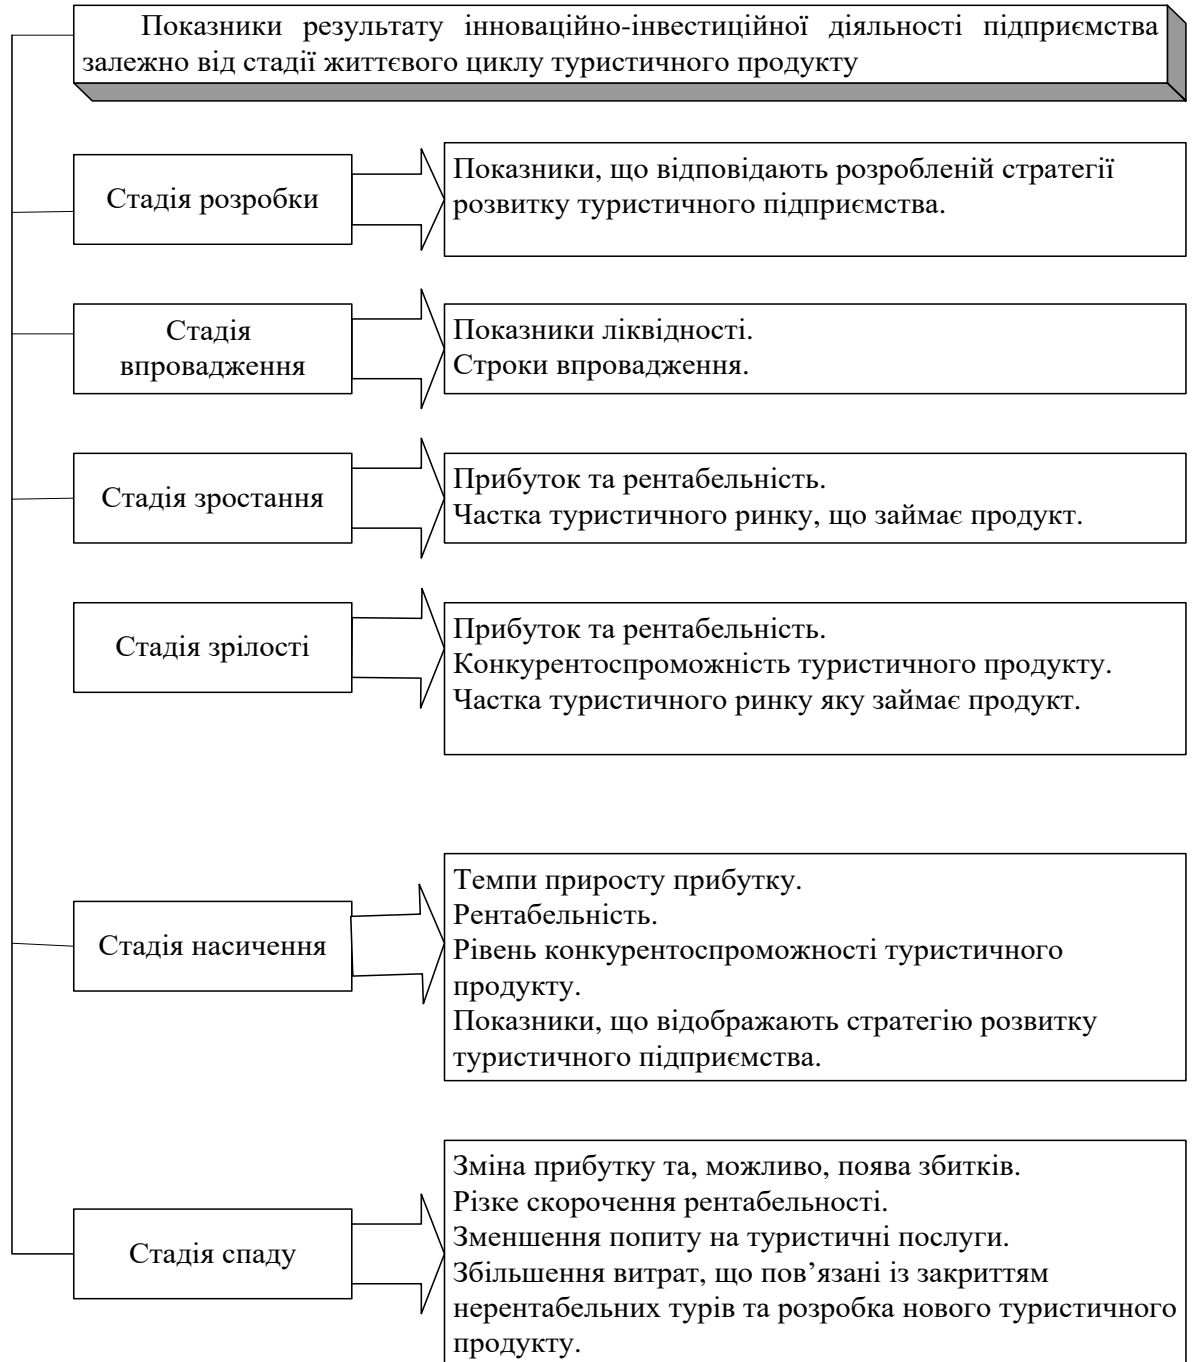 Показники результату інноваційно-інвестиційної діяльності підприємства
залежно від стадії життєвого циклу туристичного продукту
Стадія розробки
Показники, що відповідають розробленій стратегії
розвитку туристичного підприємства.
Стадія
впровадження
Показники ліквідності.
Строки впровадження.
Стадія зростання
Прибуток та рентабельність.
Частка туристичного ринку, що займає продукт.
Стадія зрілості
Прибуток та рентабельність.
Конкурентоспроможність туристичного продукту.
Частка туристичного ринку яку займає продукт.
Стадія насичення
Темпи приросту прибутку.
Рентабельність.
Рівень конкурентоспроможності туристичного
продукту.
Показники, що відображають стратегію розвитку
туристичного підприємства.
Стадія спаду
Зміна прибутку та, можливо, поява збитків.
Різке скорочення рентабельності.
Зменшення попиту на туристичні послуги.
Збільшення витрат, що пов’язані із закриттям
нерентабельних турів та розробка нового туристичного
продукту.